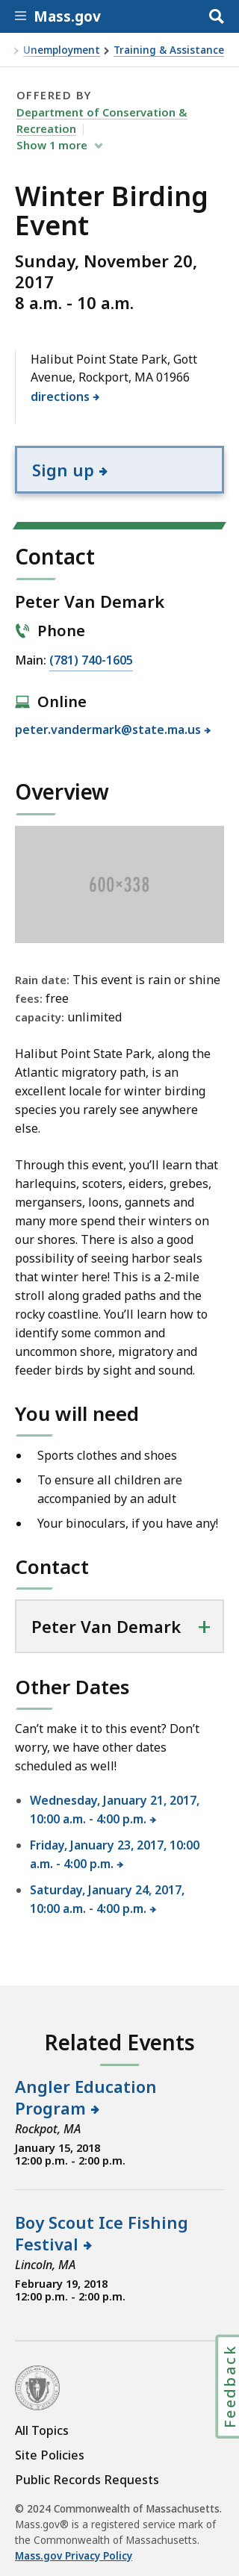 Mass.gov
Unemployment > Training & Assistance
OFFERED BY
Department of Conservation &
Recreation
Show 1 more
Winter Birding
Event
Sunday, November 20,
2017
8 a.m. - 10 a.m.
Halibut Point State Park, Gott
Avenue, Rockport, MA 01966
directions
Sign up
Contact
Peter Van Demark
Phone
Main: (781) 740-1605
Online
peter.vandermark@state.ma.us
Overview
600×338
Rain date: This event is rain or shine
fees: free
capacity: unlimited
Halibut Point State Park, along the
Atlantic migratory path, is an
excellent locale for winter birding
species you rarely see anywhere
else.
Through this event, you’ll learn that
harlequins, scoters, eiders, grebes,
mergansers, loons, gannets and
many more spend their winters on
our shores. There is also a good
possibility of seeing harbor seals
that winter here! This is a 2-mile
stroll along graded paths and the
rocky coastline. You’ll learn how to
identify some common and
uncommon shore, migratory and
feeder birds by sight and sound.
You will need
• Sports clothes and shoes
• To ensure all children are
accompanied by an adult
• Your binoculars, if you have any!
Contact
Peter Van Demark +
Other Dates
Can’t make it to this event? Don’t
worry, we have other dates
scheduled as well!
• Wednesday, January 21, 2017,
10:00 a.m. - 4:00 p.m.
• Friday, January 23, 2017, 10:00
a.m. - 4:00 p.m.
• Saturday, January 24, 2017,
10:00 a.m. - 4:00 p.m.
Related Events
Angler Education
Program
Rockpot, MA
January 15, 2018
12:00 p.m. - 2:00 p.m.
Boy Scout Ice Fishing
Festival
Lincoln, MA
February 19, 2018
12:00 p.m. - 2:00 p.m.
Feedback
All Topics
Site Policies
Public Records Requests
© 2024 Commonwealth of Massachusetts.
Mass.gov® is a registered service mark of
the Commonwealth of Massachusetts.
Mass.gov Privacy Policy